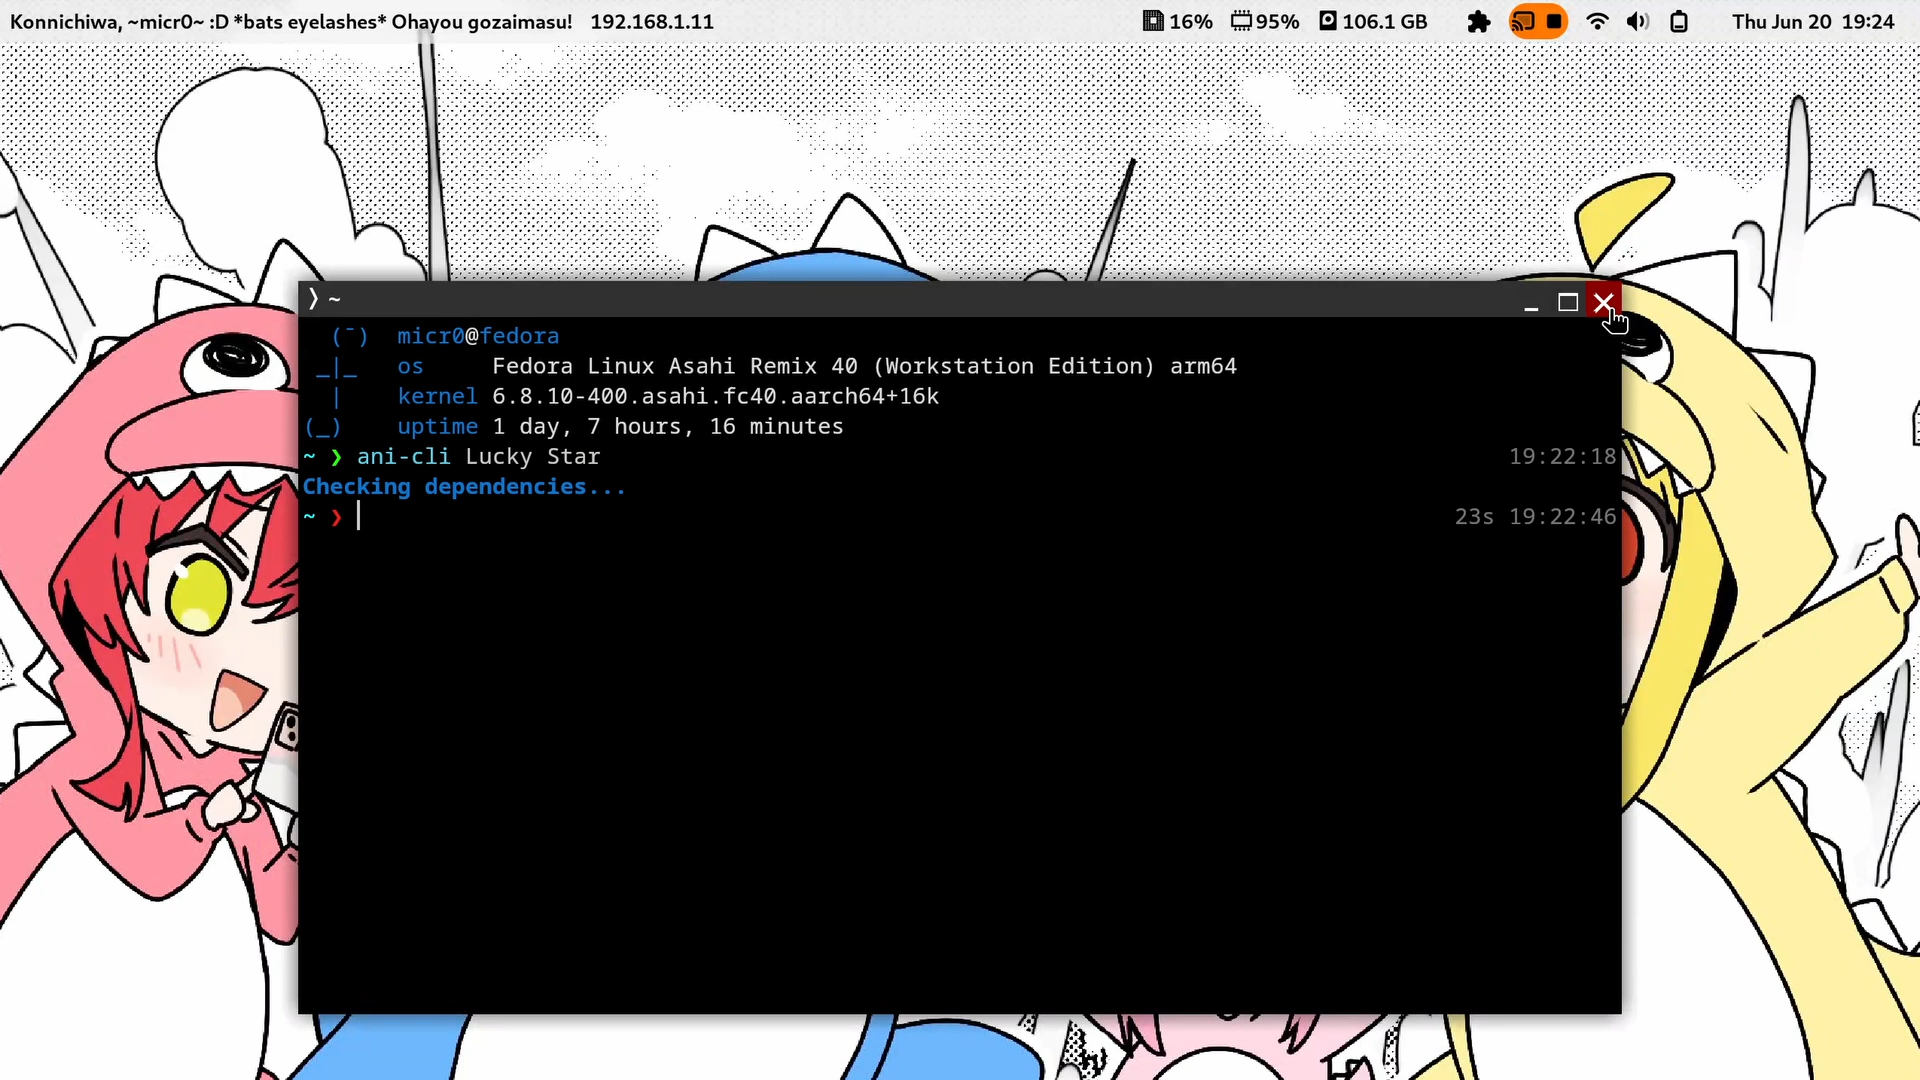 Konnichiwa, ~micr0~ :D *bats eyelashes* Ohayou gozaimasu! 192.168.1.11 16% 95% 106.1 GB Thu Jun 20 19:24
❯ ~
(¯) micr0@fedora
_|_ os Fedora Linux Asahi Remix 40 (Workstation Edition) arm64
| kernel 6.8.10-400.asahi.fc40.aarch64+16k
(_) uptime 1 day, 7 hours, 16 minutes
~ ❯ ani-cli Lucky Star 19:22:18
Checking dependencies...
~ ❯ 23s 19:22:46